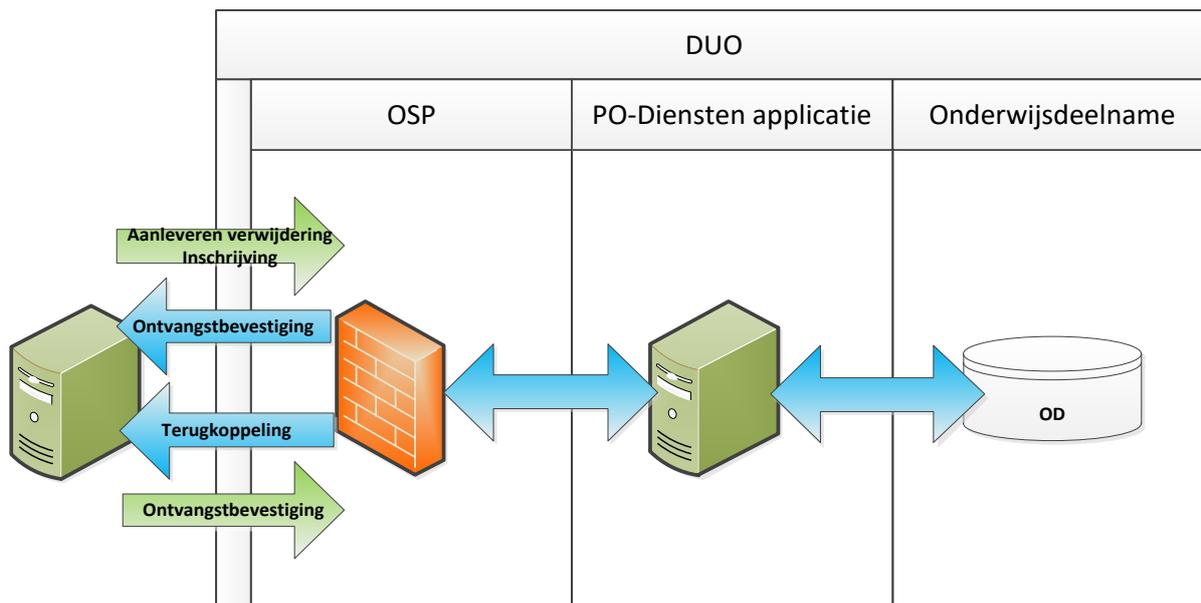 DUO
OSP
PO-Diensten applicatie
Onderwijsdeelname
Aanleveren verwijdering
Inschrijving
Ontvangstbevestiging
Terugkoppeling
OD
Ontvangstbevestiging